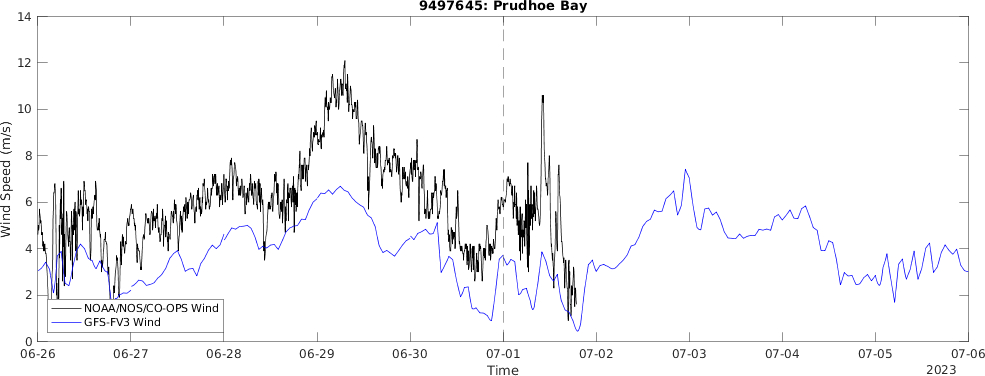 9497645: Prudhoe Bay
14
12
10
8
6
4
2
0
Wind Speed (m/s)
NOAA/NOS/CO-OPS Wind
GFS-FV3 Wind
06-26 06-27 06-28 06-29 06-30 07-01 07-02 07-03 07-04 07-05 07-06
Time
2023